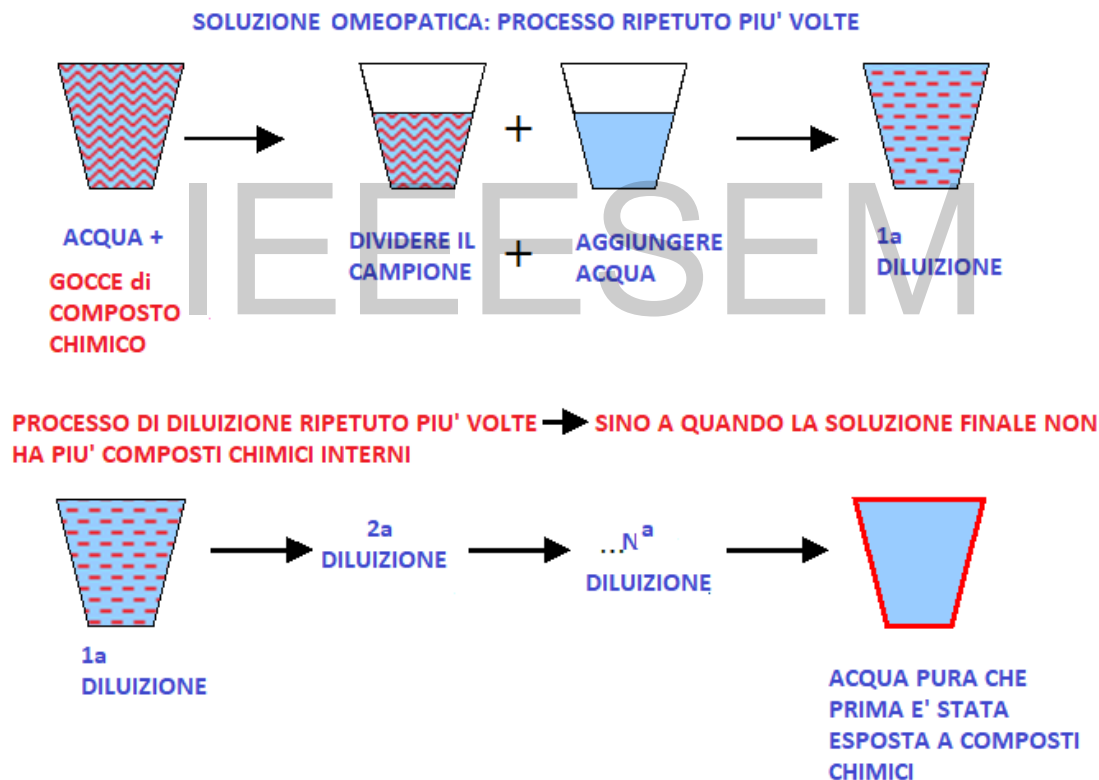 SOLUZIONE OMEOPATICA: PROCESSO RIPETUTO PIU' VOLTE
+
ACQUA +
GOCCE di
COMPOSTO
CHIMICO
DIVIDERE IL
CAMPIONE
+
AGGIUNGERE
ACQUA
1a
DILUIZIONE
IEEESEM
PROCESSO DI DILUIZIONE RIPETUTO PIU' VOLTE SINO A QUANDO LA SOLUZIONE FINALE NON
HA PIU' COMPOSTI CHIMICI INTERNI
1a
DILUIZIONE
2a
DILUIZIONE
...Nª
DILUIZIONE
ACQUA PURA CHE
PRIMA E' STATA
ESPOSTA A COMPOSTI
CHIMICI